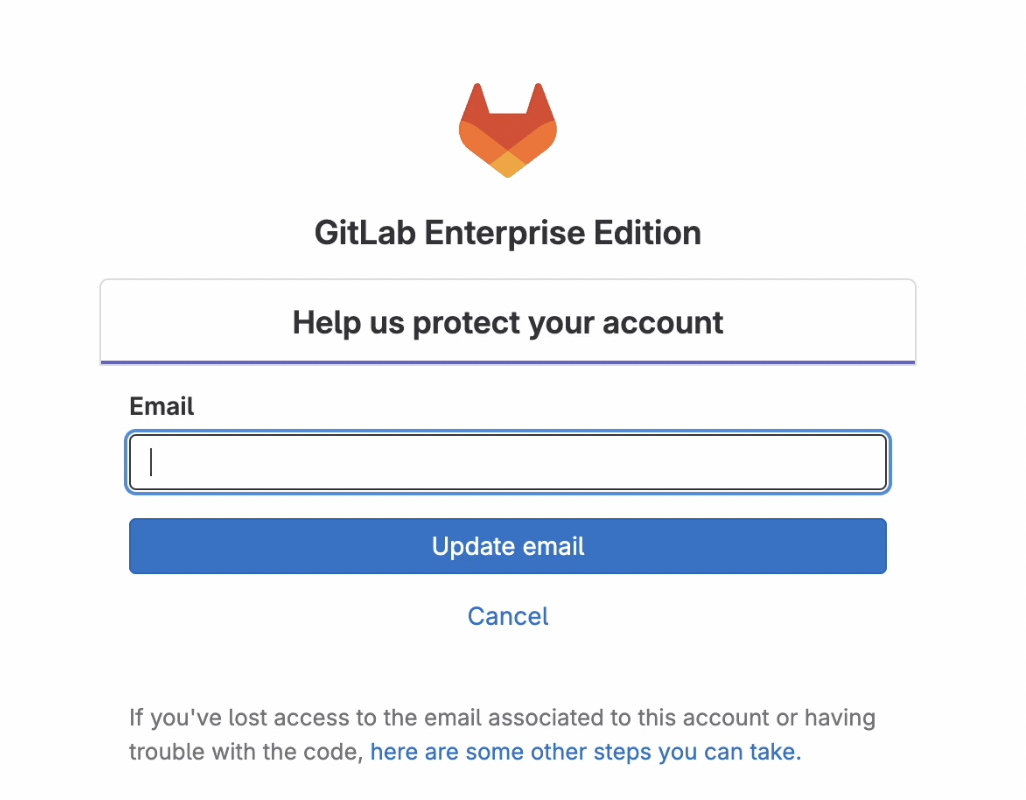 GitLab Enterprise Edition
Help us protect your account
Email
Update email
Cancel
If you've lost access to the email associated to this account or having
trouble with the code, here are some other steps you can take.